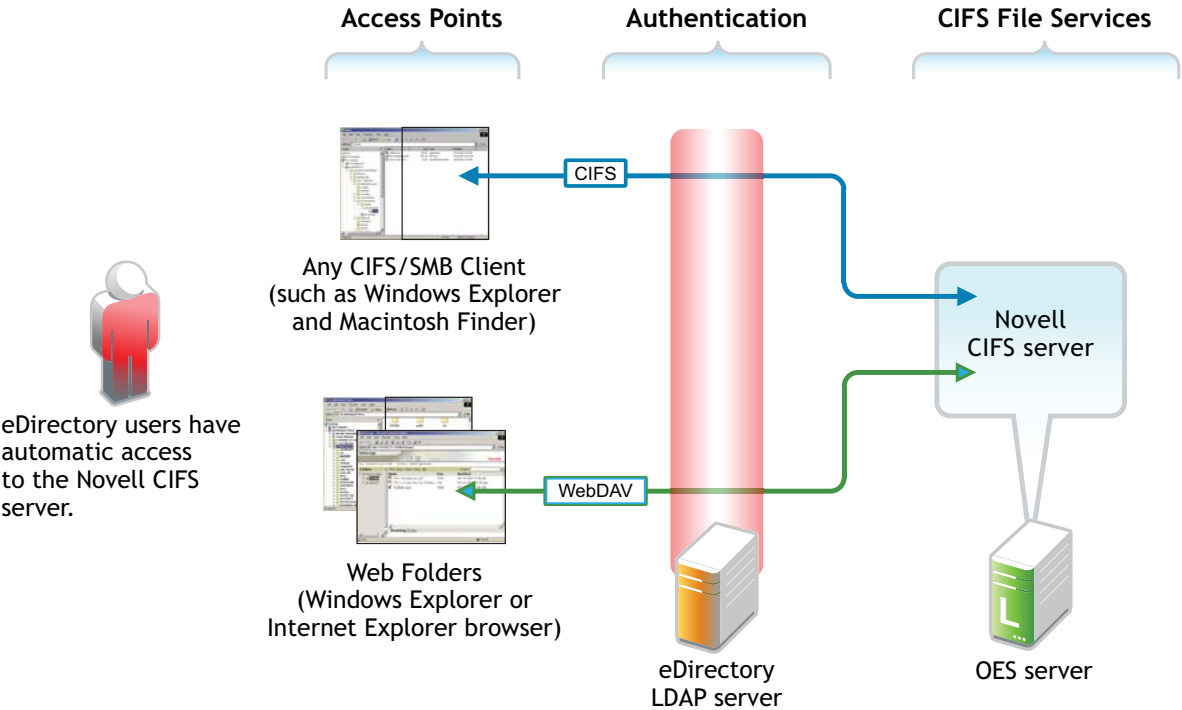 Access Points
Authentication
CIFS File Services
CIFS
Any CIFS/SMB Client
(such as Windows Explorer
and Macintosh Finder)
Novell
CIFS server
eDirectory users have
automatic access
to the Novell CIFS
server.
WebDAV
Web Folders
(Windows Explorer or
Internet Explorer browser)
eDirectory
LDAP server
L
OES server